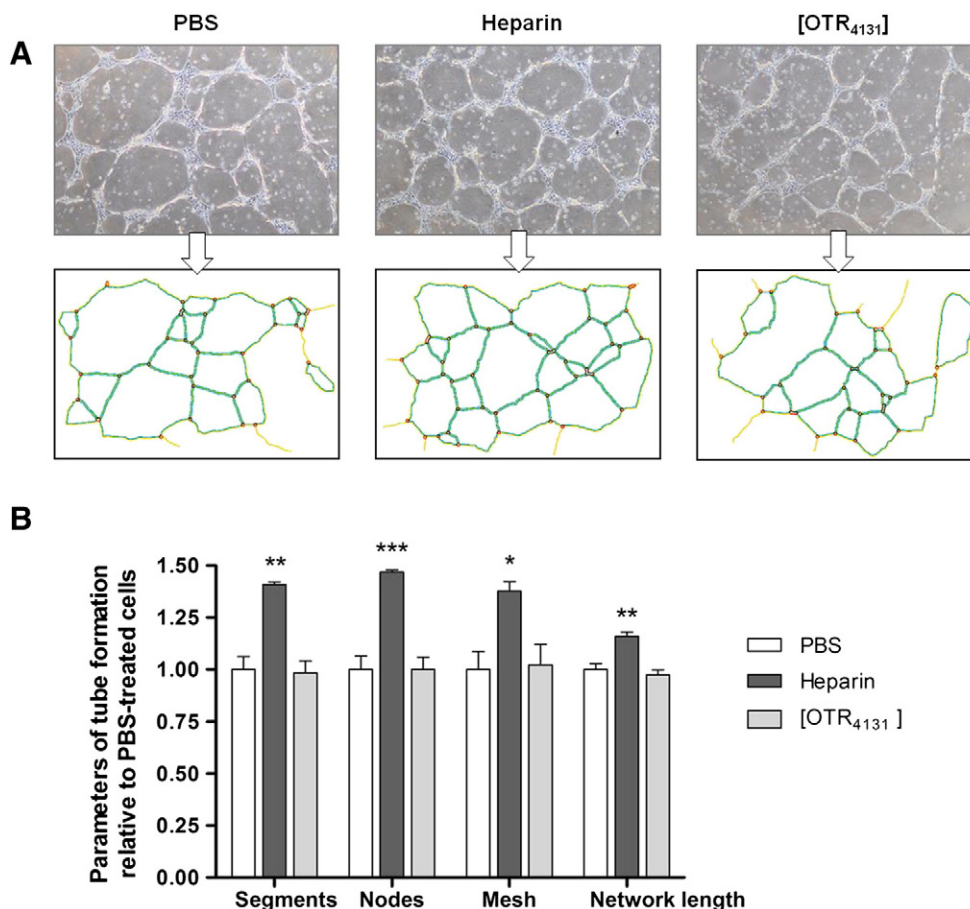 PBS
Heparin
[OTR₄₁₃₁]
A
B
Parameters of tube formation
relative to PBS-treated cells
1.50
1.25
1.00
0.75
0.50
0.25
0.00
**
***
*
**
Segments
Nodes
Mesh
Network length
PBS
Heparin
[OTR₄₁₃₁ ]